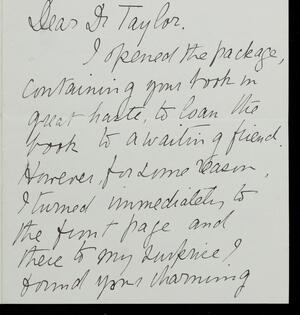 Dear Dr Taylor.
I opened the package,
containing your book in
great haste, to loan the
book to a waiting friend.
However, for some reason,
I turned immediately to
the front page and
there to my surprise I
found your charming